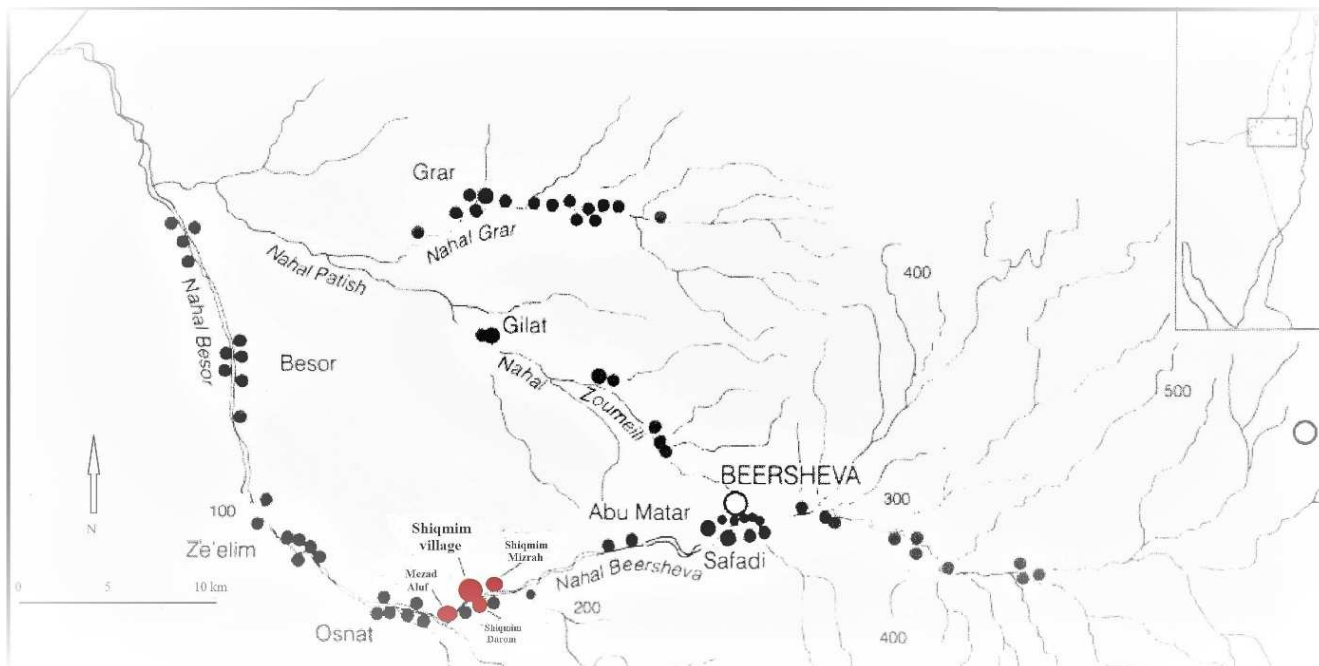 Grar
Nahal Grar
Nahal Patish
400
Nahal Besor
Gilat
Besor
Nahal
Zoumeili
500
BEERSHEVA
300
100
Abu Matar
N
Ze'elim
Shiqmim
village
Shiqmim
Mizrah
Safadi
Nahal Beersheva
0
5
10 km
Mezad
Aluf
200
Osnat
Shiqmim
Darom
400